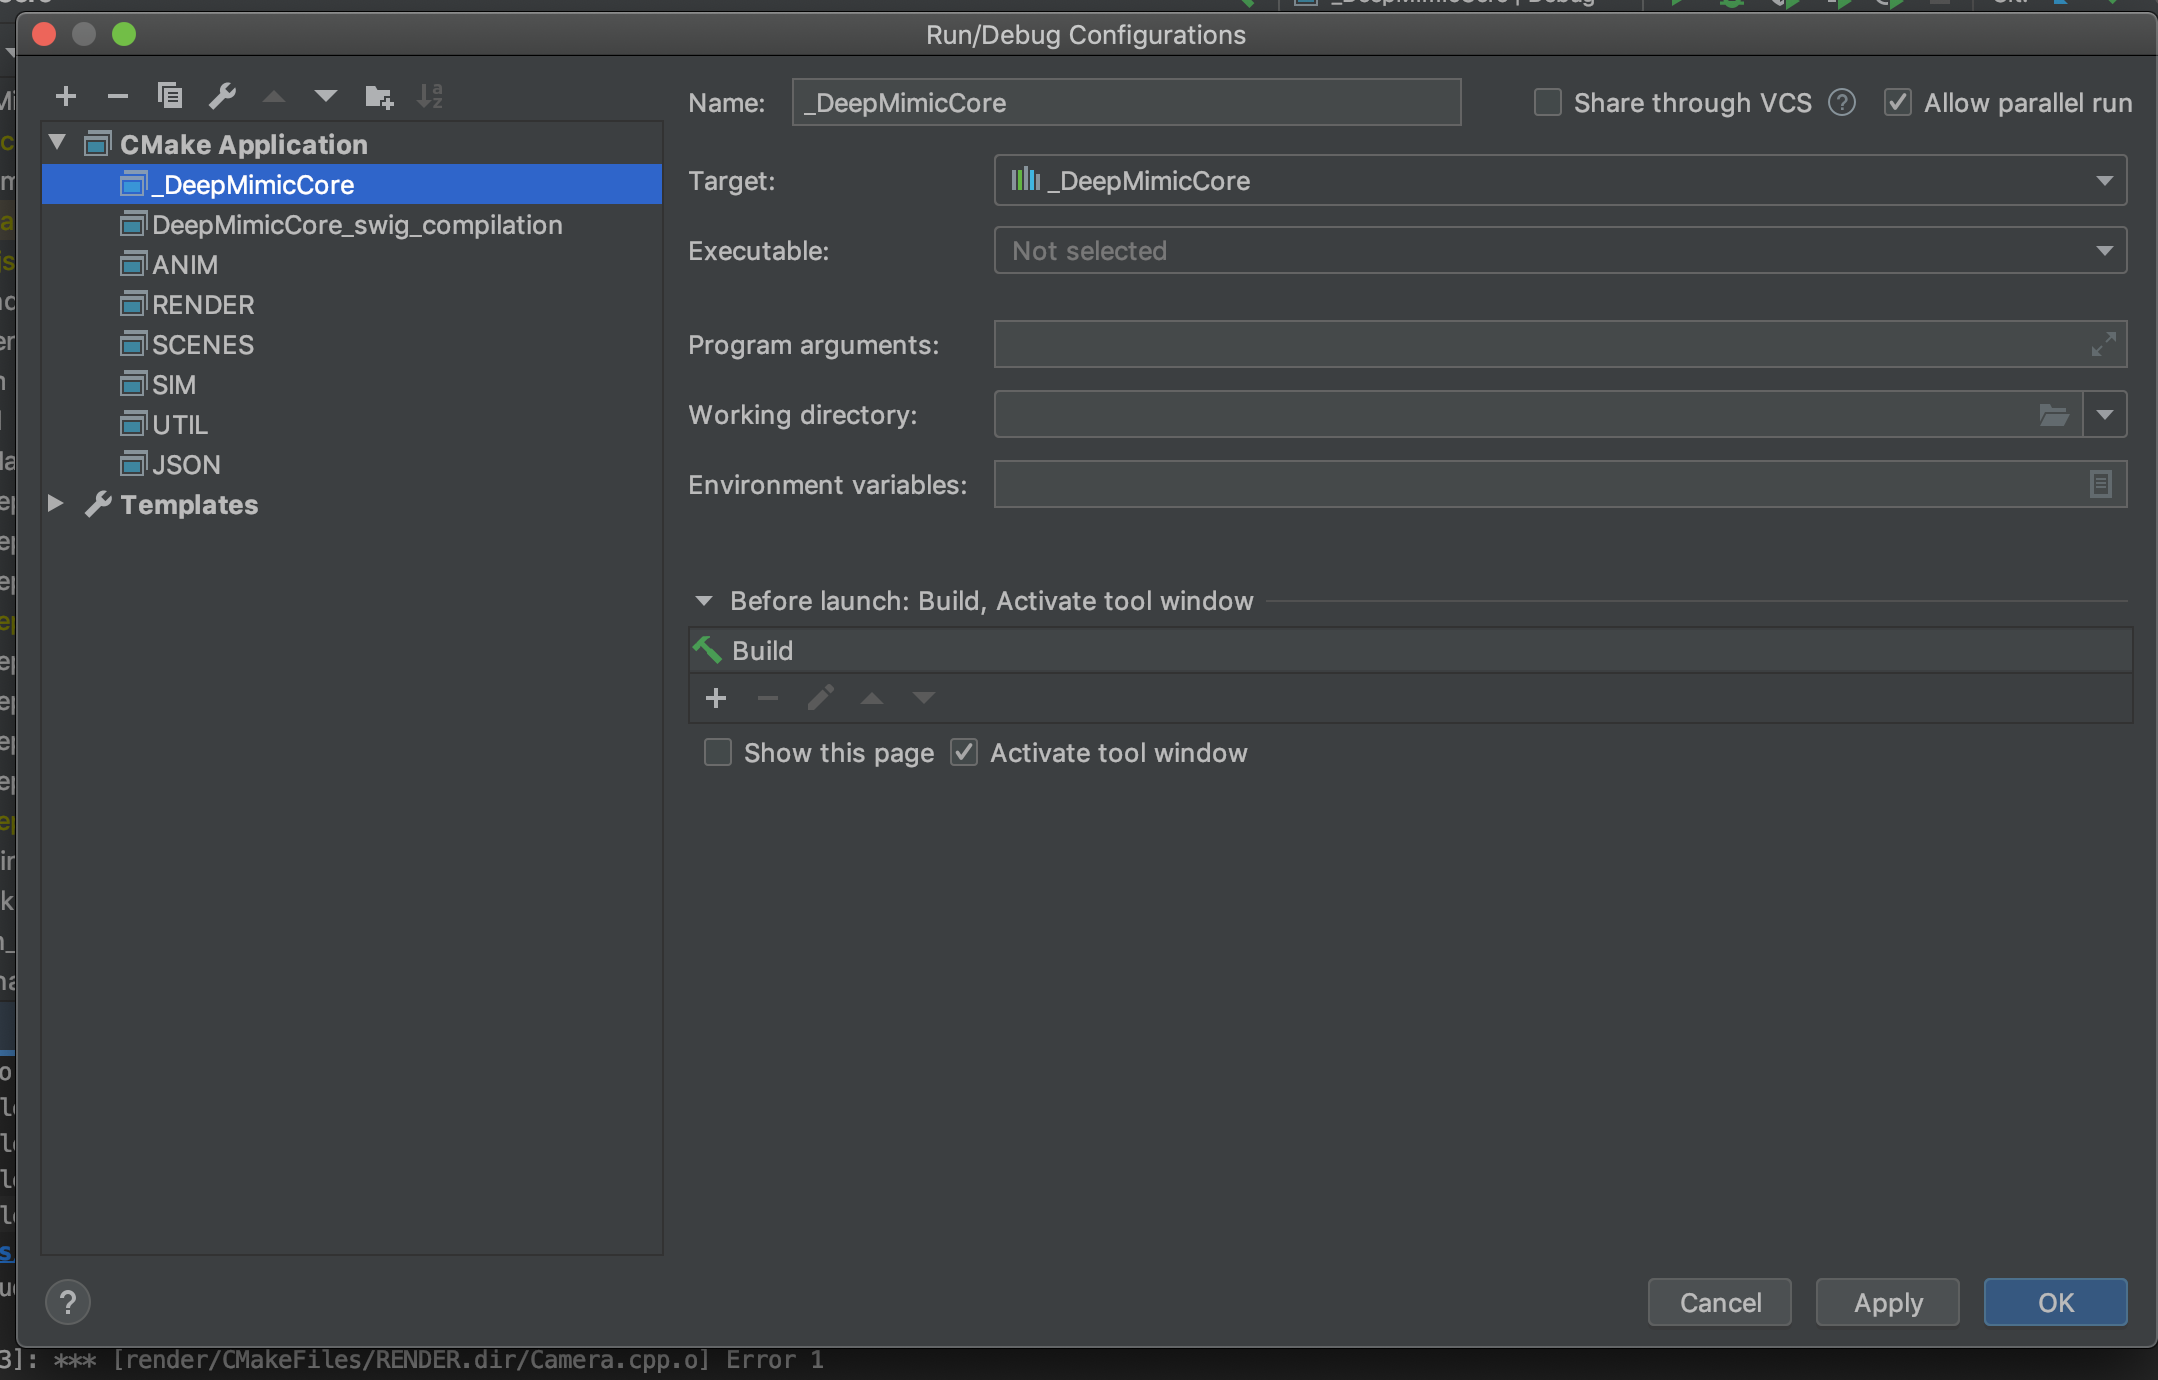 Run/Debug Configurations
Name: _DeepMimicCore Share through VCS ? Allow parallel run
CMake Application
_DeepMimicCore
DeepMimicCore_swig_compilation
ANIM
RENDER
SCENES
SIM
UTIL
JSON
Templates
Target: _DeepMimicCore
Executable: Not selected
Program arguments:
Working directory:
Environment variables:
Before launch: Build, Activate tool window
Build
Show this page Activate tool window
? Cancel Apply OK
3]: *** [render/CMakeFiles/RENDER.dir/Camera.cpp.o] Error 1